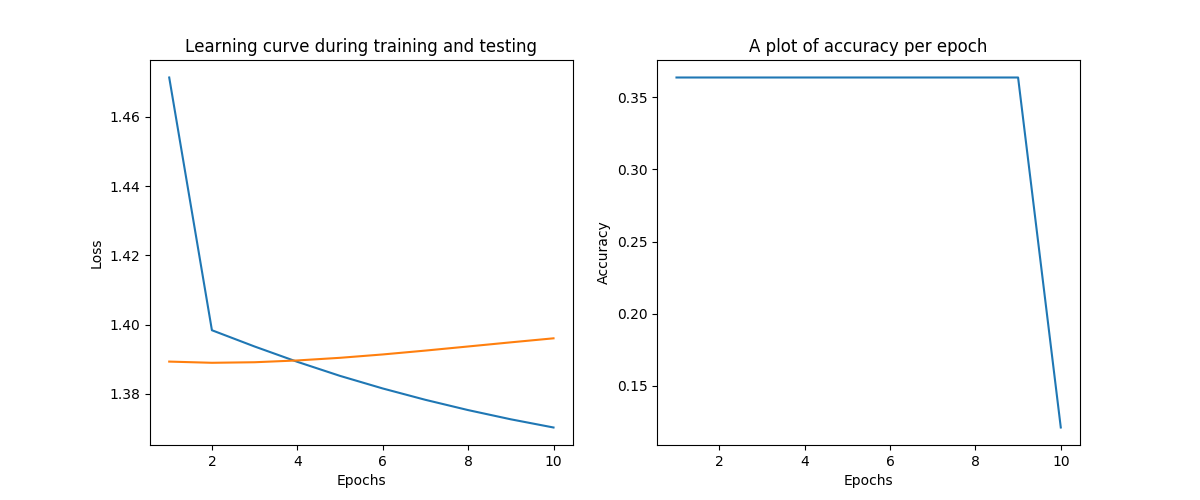 Learning curve during training and testing
1.46
1.44
1.42
1.40
1.38
Loss
2 4 6 8 10
Epochs
A plot of accuracy per epoch
0.35
0.30
0.25
0.20
0.15
Accuracy
2 4 6 8 10
Epochs